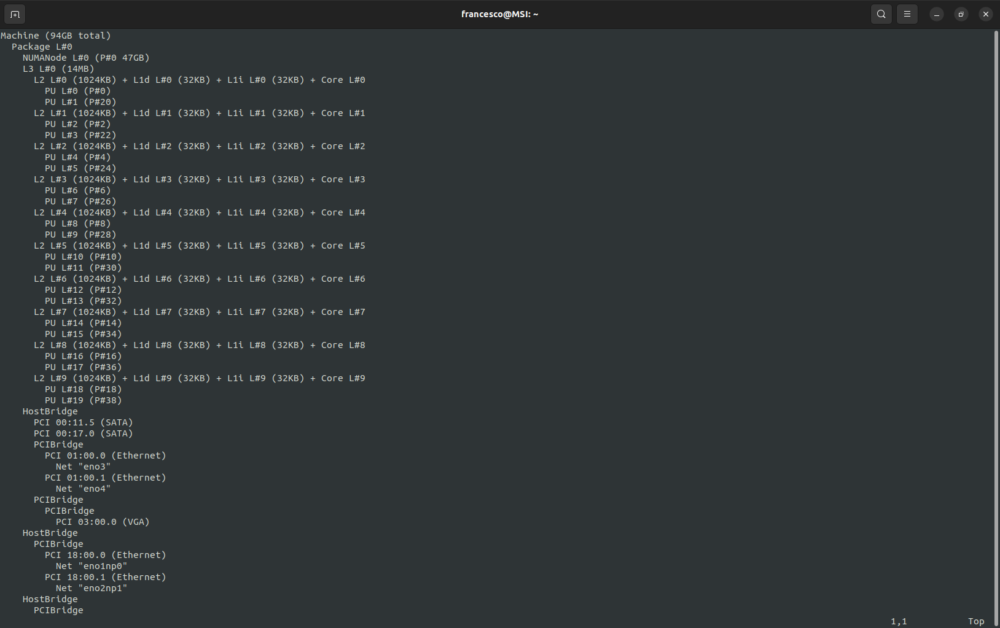 francesco@MSI: ~
Machine (94GB total)
  Package L#0
    NUMANode L#0 (P#0 47GB)
    L3 L#0 (14MB)
      L2 L#0 (1024KB) + L1d L#0 (32KB) + L1i L#0 (32KB) + Core L#0
        PU L#0 (P#0)
        PU L#1 (P#20)
      L2 L#1 (1024KB) + L1d L#1 (32KB) + L1i L#1 (32KB) + Core L#1
        PU L#2 (P#2)
        PU L#3 (P#22)
      L2 L#2 (1024KB) + L1d L#2 (32KB) + L1i L#2 (32KB) + Core L#2
        PU L#4 (P#4)
        PU L#5 (P#24)
      L2 L#3 (1024KB) + L1d L#3 (32KB) + L1i L#3 (32KB) + Core L#3
        PU L#6 (P#6)
        PU L#7 (P#26)
      L2 L#4 (1024KB) + L1d L#4 (32KB) + L1i L#4 (32KB) + Core L#4
        PU L#8 (P#8)
        PU L#9 (P#28)
      L2 L#5 (1024KB) + L1d L#5 (32KB) + L1i L#5 (32KB) + Core L#5
        PU L#10 (P#10)
        PU L#11 (P#30)
      L2 L#6 (1024KB) + L1d L#6 (32KB) + L1i L#6 (32KB) + Core L#6
        PU L#12 (P#12)
        PU L#13 (P#32)
      L2 L#7 (1024KB) + L1d L#7 (32KB) + L1i L#7 (32KB) + Core L#7
        PU L#14 (P#14)
        PU L#15 (P#34)
      L2 L#8 (1024KB) + L1d L#8 (32KB) + L1i L#8 (32KB) + Core L#8
        PU L#16 (P#16)
        PU L#17 (P#36)
      L2 L#9 (1024KB) + L1d L#9 (32KB) + L1i L#9 (32KB) + Core L#9
        PU L#18 (P#18)
        PU L#19 (P#38)
    HostBridge
      PCI 00:11.5 (SATA)
      PCI 00:17.0 (SATA)
      PCIBridge
        PCI 01:00.0 (Ethernet)
          Net "eno3"
        PCI 01:00.1 (Ethernet)
          Net "eno4"
      PCIBridge
        PCIBridge
          PCI 03:00.0 (VGA)
    HostBridge
      PCIBridge
        PCI 18:00.0 (Ethernet)
          Net "eno1np0"
        PCI 18:00.1 (Ethernet)
          Net "eno2np1"
    HostBridge
      PCIBridge
1,1 Top